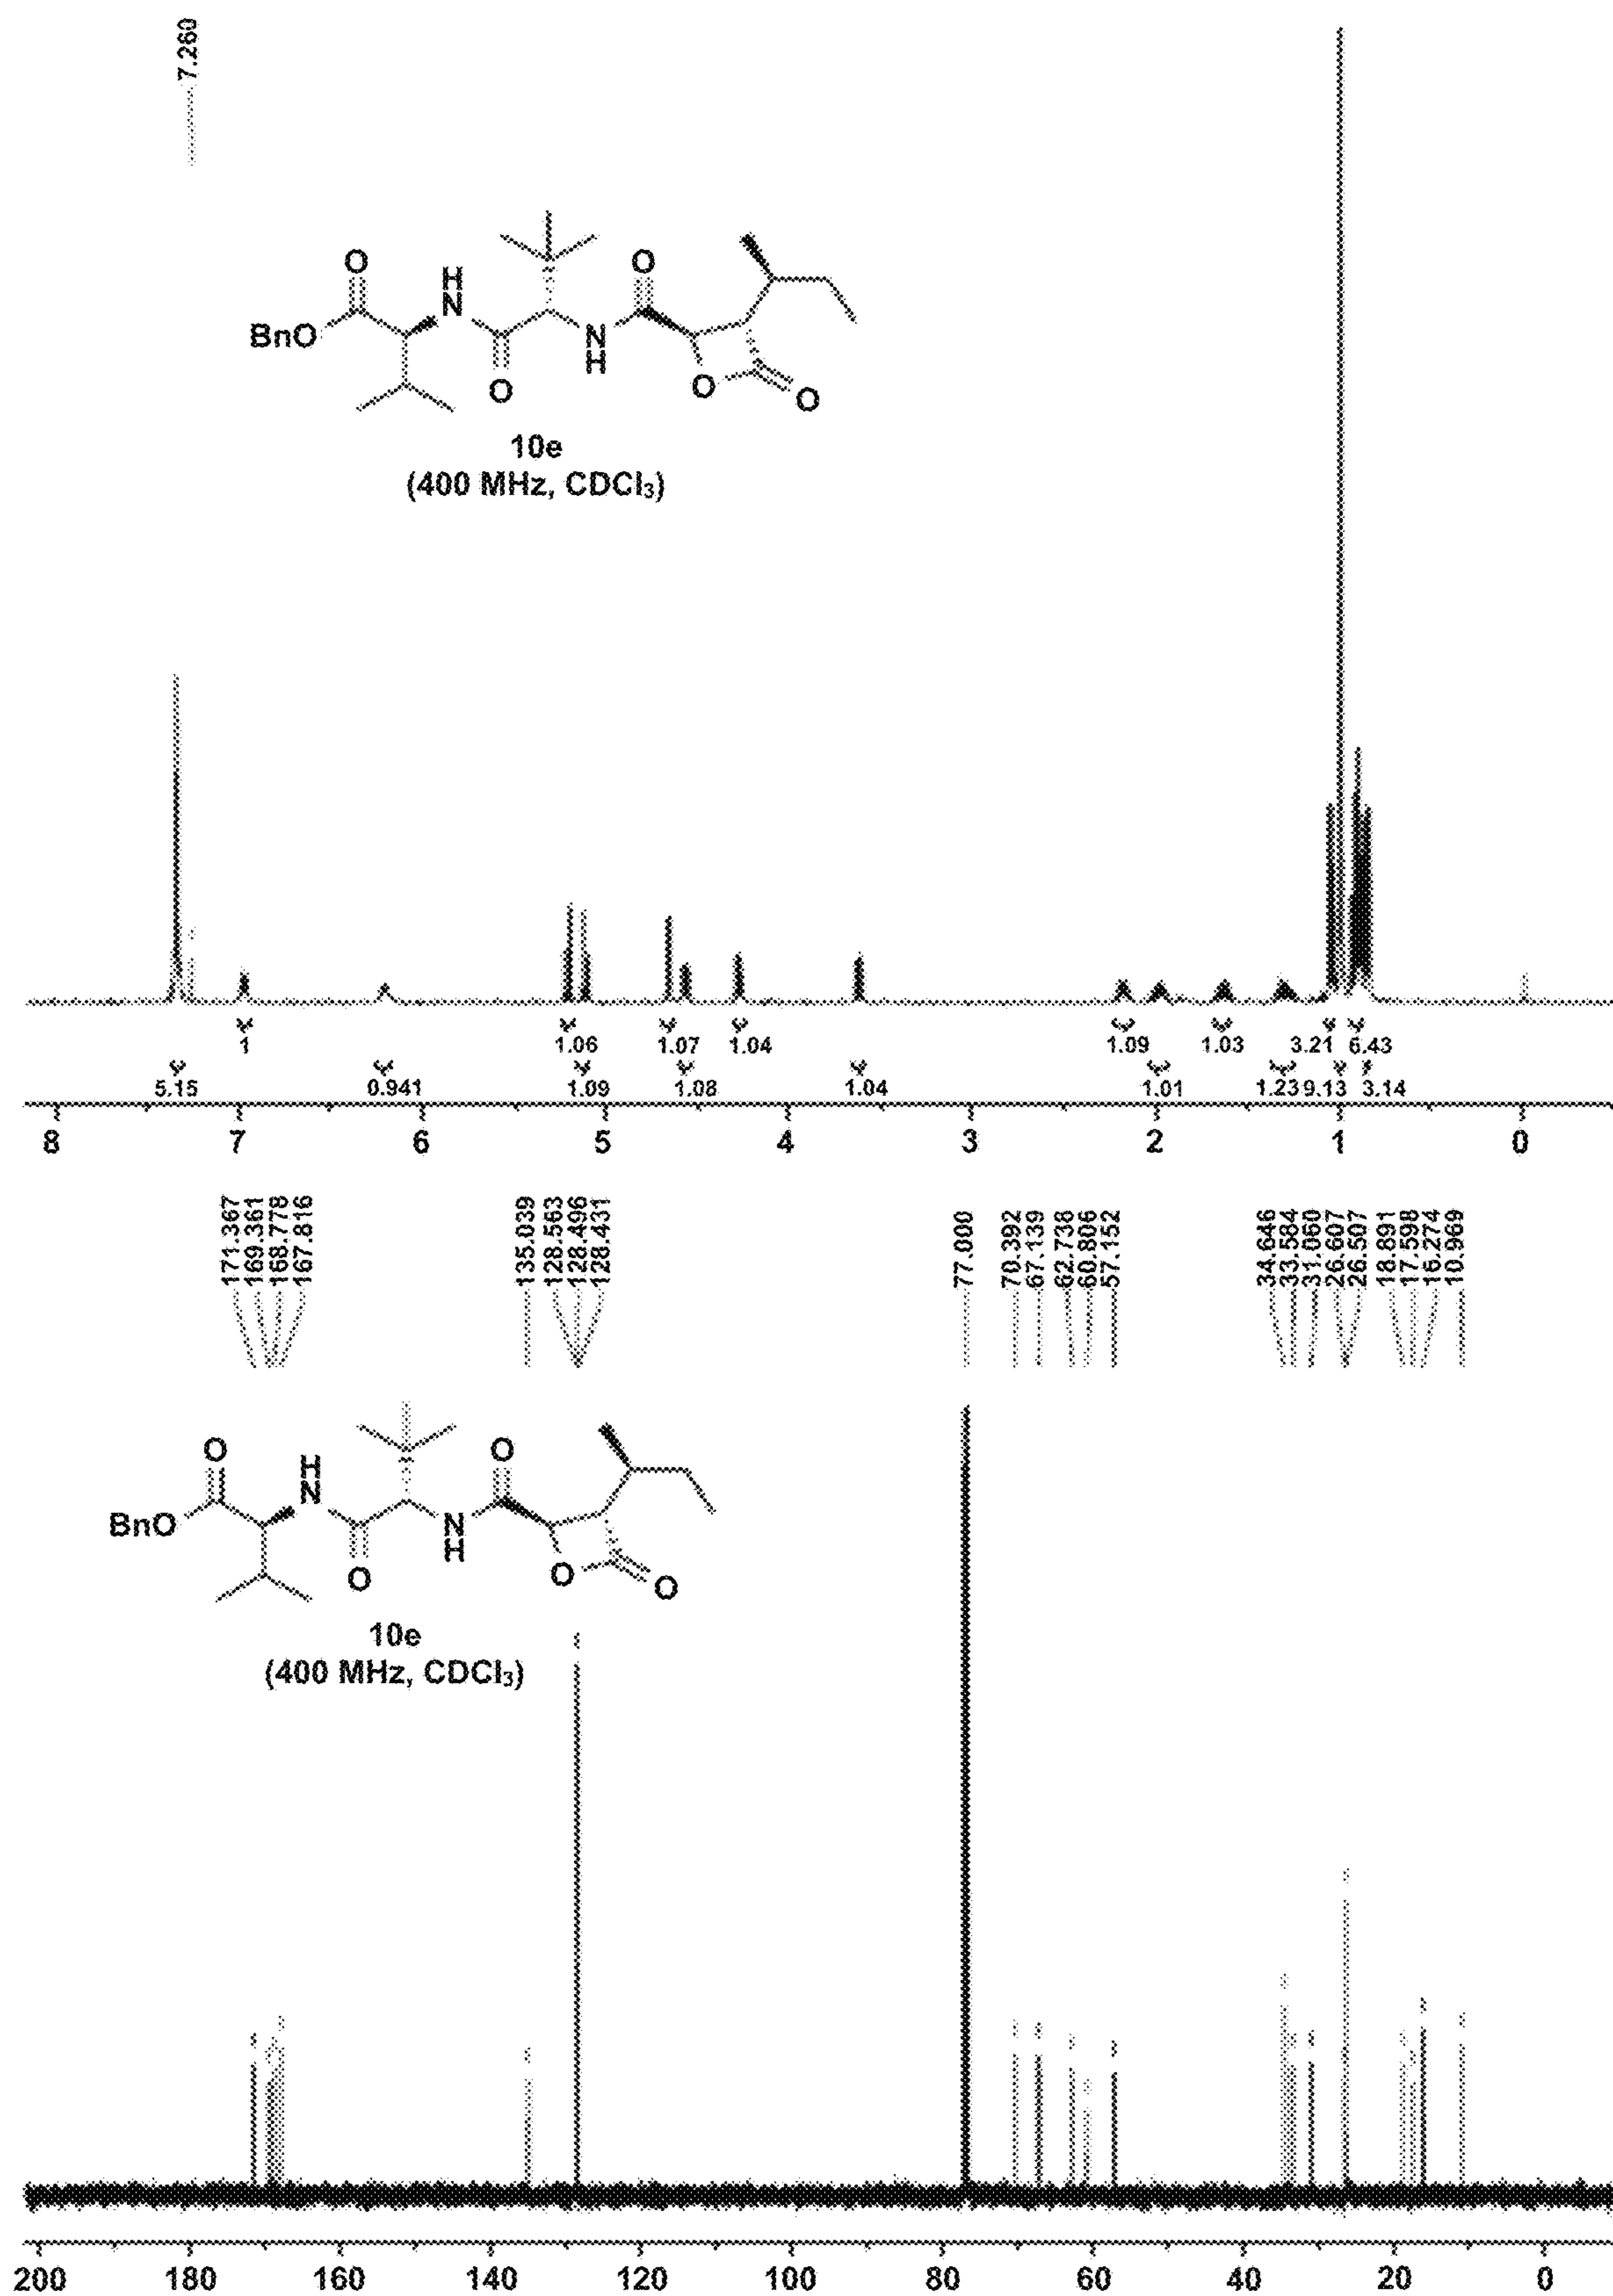 7.260
O
H
N
O
BnO
N
H
O
O
O
10e
(400 MHz, CDCl₃)
1 1.06 1.07 1.04 1.09 1.03 3.21 6.43
5.15 0.941 1.09 1.08 1.04 1.01 1.23 9.13 3.14
8 7 6 5 4 3 2 1 0
171.367
169.361
168.778
167.816
135.039
128.563
128.496
128.431
77.000
70.392
67.139
62.738
60.806
57.152
34.646
33.584
31.060
26.607
26.507
18.891
17.598
16.274
10.969
O
H
N
O
BnO
N
H
O
O
O
10e
(400 MHz, CDCl₃)
200 180 160 140 120 100 80 60 40 20 0